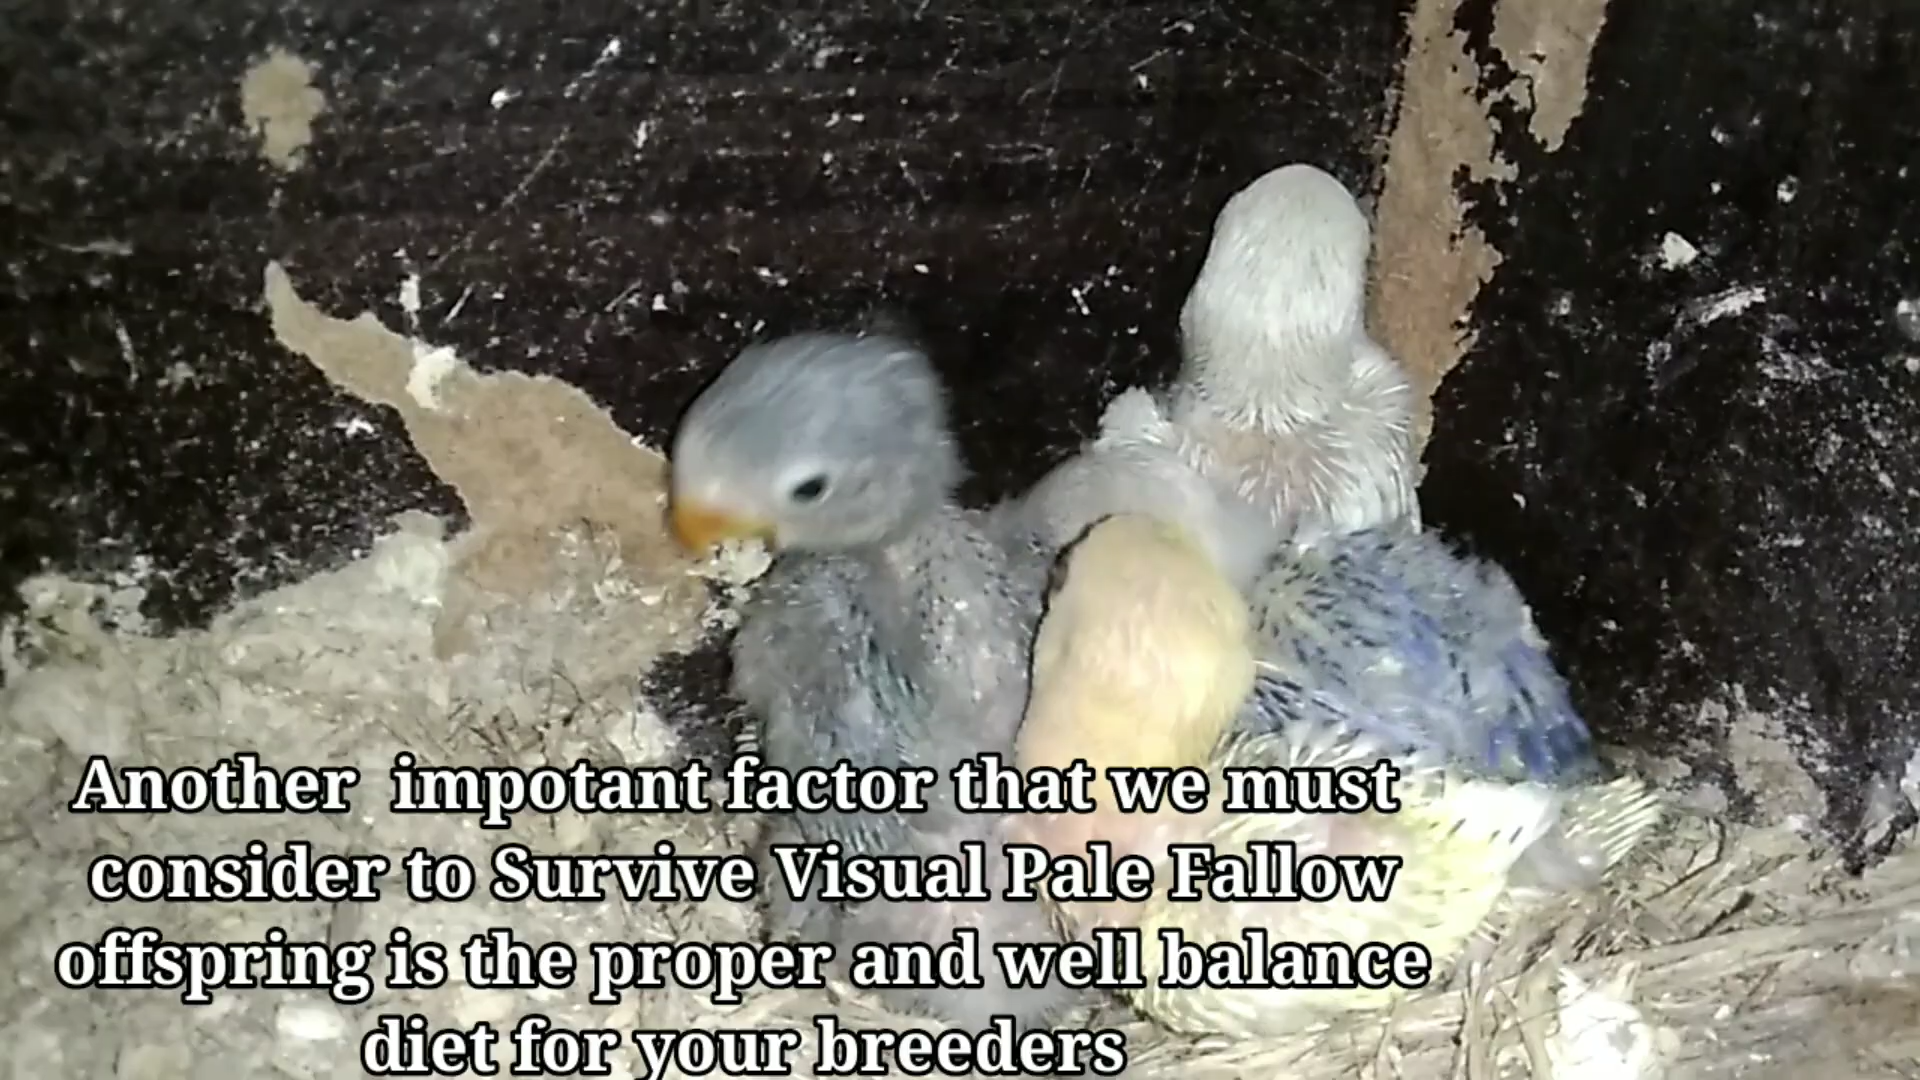 Another impotant factor that we must
consider to Survive Visual Pale Fallow
offspring is the proper and well balance
diet for your breeders